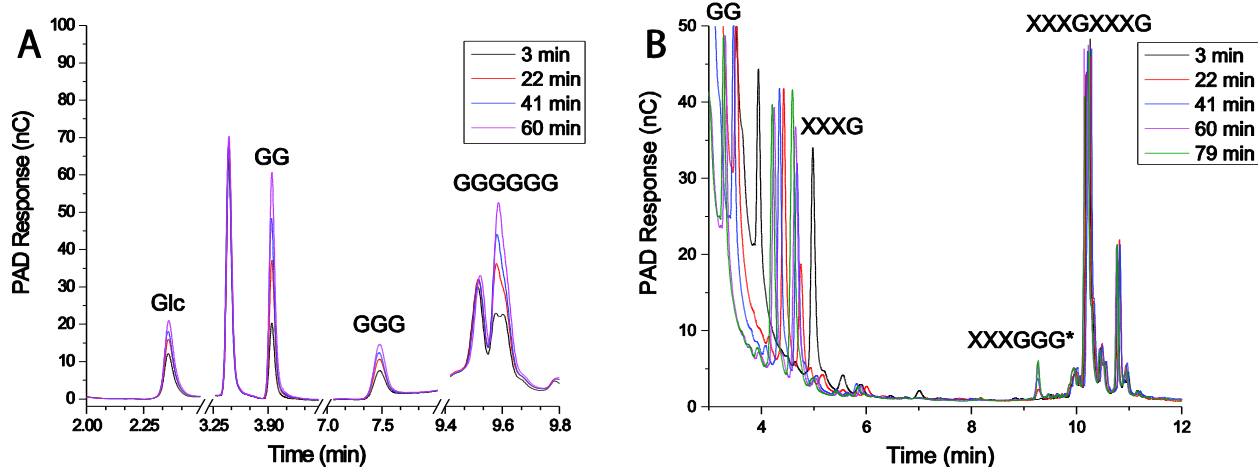 A
100
90
80
70
60
50
40
30
20
10
0
PAD Response (nC)
3 min
22 min
41 min
60 min
Glc
GG
GGG
GGGGGG
2.00 2.25 3.25 3.90 7.0 7.5 9.4 9.6 9.8
Time (min)
B
50
40
30
20
10
0
PAD Response (nC)
GG
XXXG
XXXGGG*
XXXGXXXG
3 min
22 min
41 min
60 min
79 min
4 6 8 10 12
Time (min)